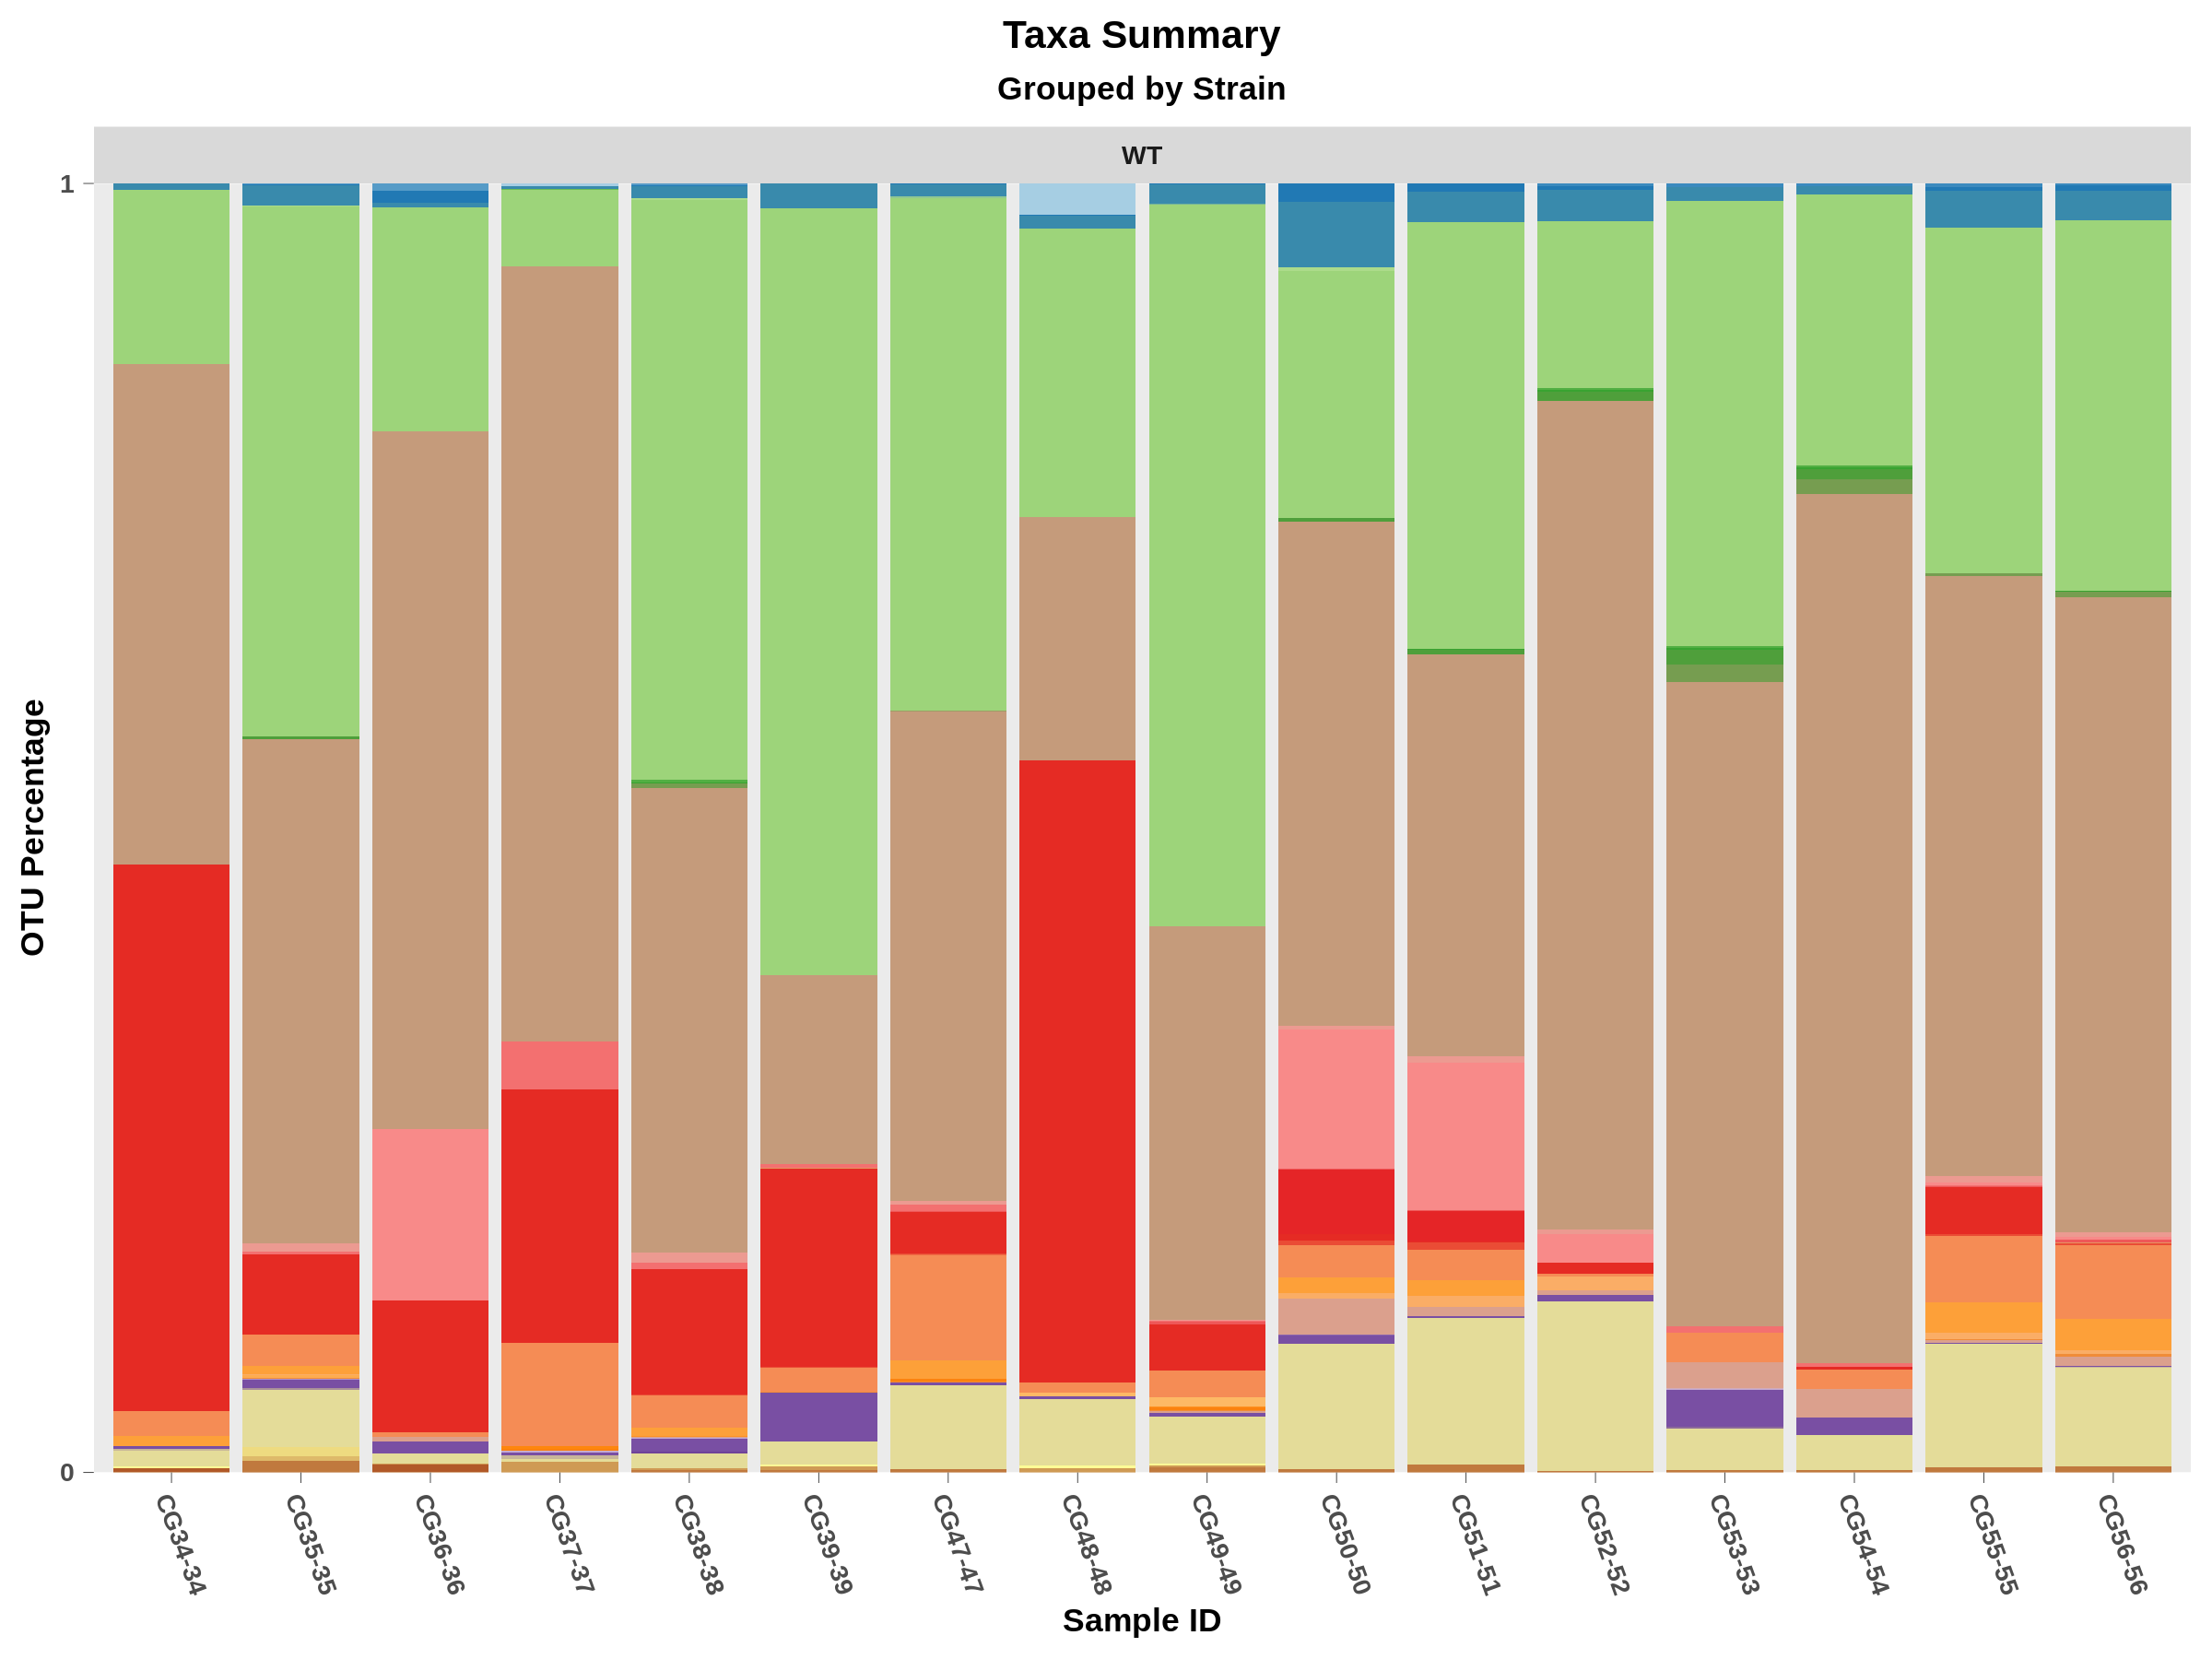 Taxa Summary
Grouped by Strain
WT
1
OTU Percentage
0
CG34-34
CG35-35
CG36-36
CG37-37
CG38-38
CG39-39
CG47-47
CG48-48
CG49-49
CG50-50
CG51-51
CG52-52
CG53-53
CG54-54
CG55-55
CG56-56
Sample ID